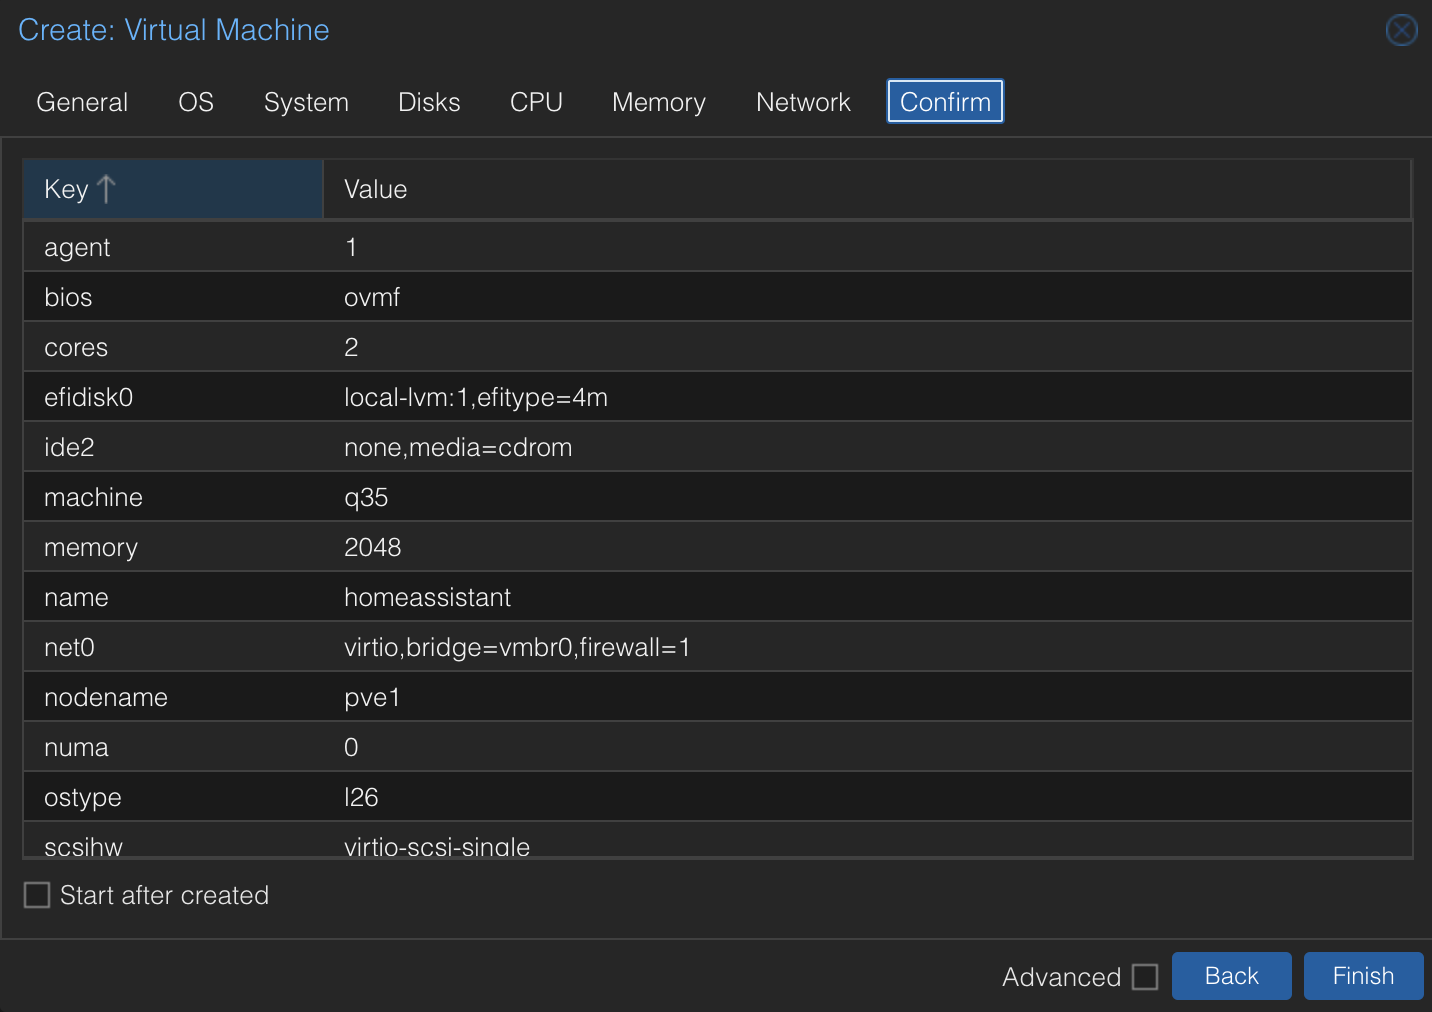 Create: Virtual Machine
General OS System Disks CPU Memory Network Confirm
Key Value
agent 1
bios ovmf
cores 2
efidisk0 local-lvm:1,efitype=4m
ide2 none,media=cdrom
machine q35
memory 2048
name homeassistant
net0 virtio,bridge=vmbr0,firewall=1
nodename pve1
numa 0
ostype l26
scsihw virtio-scsi-single
Start after created
Advanced Back Finish